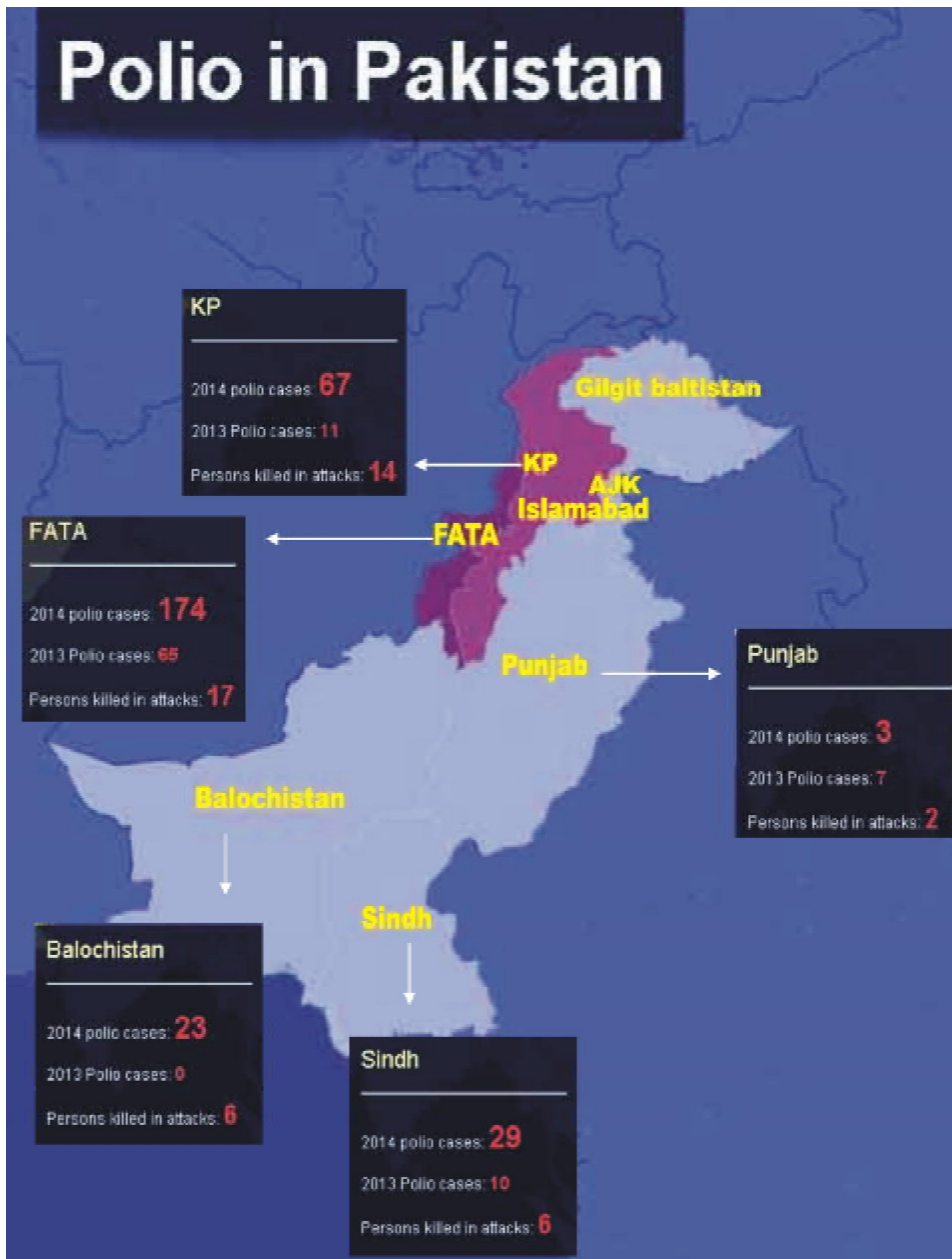 Polio in Pakistan
KP
2014 polio cases: 67
2013 Polio cases: 11
Persons killed in attacks: 14
Gilgit baltistan
KP
AJK
Islamabad
FATA
FATA
2014 polio cases: 174
2013 Polio cases: 65
Persons killed in attacks: 17
Punjab
Punjab
2014 polio cases: 3
2013 Polio cases: 7
Persons killed in attacks: 2
Balochistan
Sindh
Balochistan
2014 polio cases: 23
2013 Polio cases: 0
Persons killed in attacks: 6
Sindh
2014 polio cases: 29
2013 Polio cases: 10
Persons killed in attacks: 6